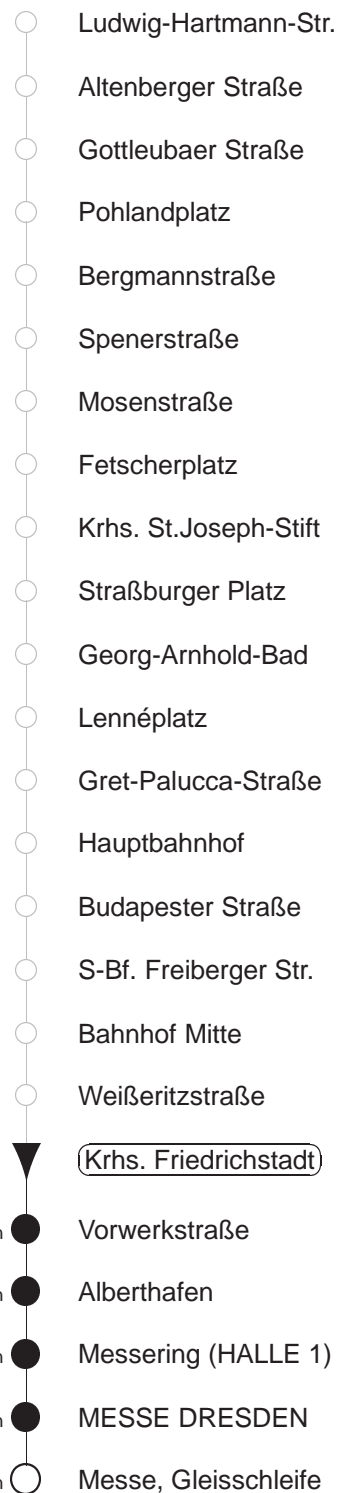 Ludwig-Hartmann-Str.
Altenberger Straße
Gottleubaer Straße
Pohlandplatz
Bergmannstraße
Spenerstraße
Mosenstraße
Fetscherplatz
Krhs. St.Joseph-Stift
Straßburger Platz
Georg-Arnhold-Bad
Lennéplatz
Gret-Palucca-Straße
Hauptbahnhof
Budapester Straße
S-Bf. Freiberger Str.
Bahnhof Mitte
Weißeritzstraße
Krhs. Friedrichstadt
Vorwerkstraße
Alberthafen
Messering (HALLE 1)
MESSE DRESDEN
Messe, Gleisschleife